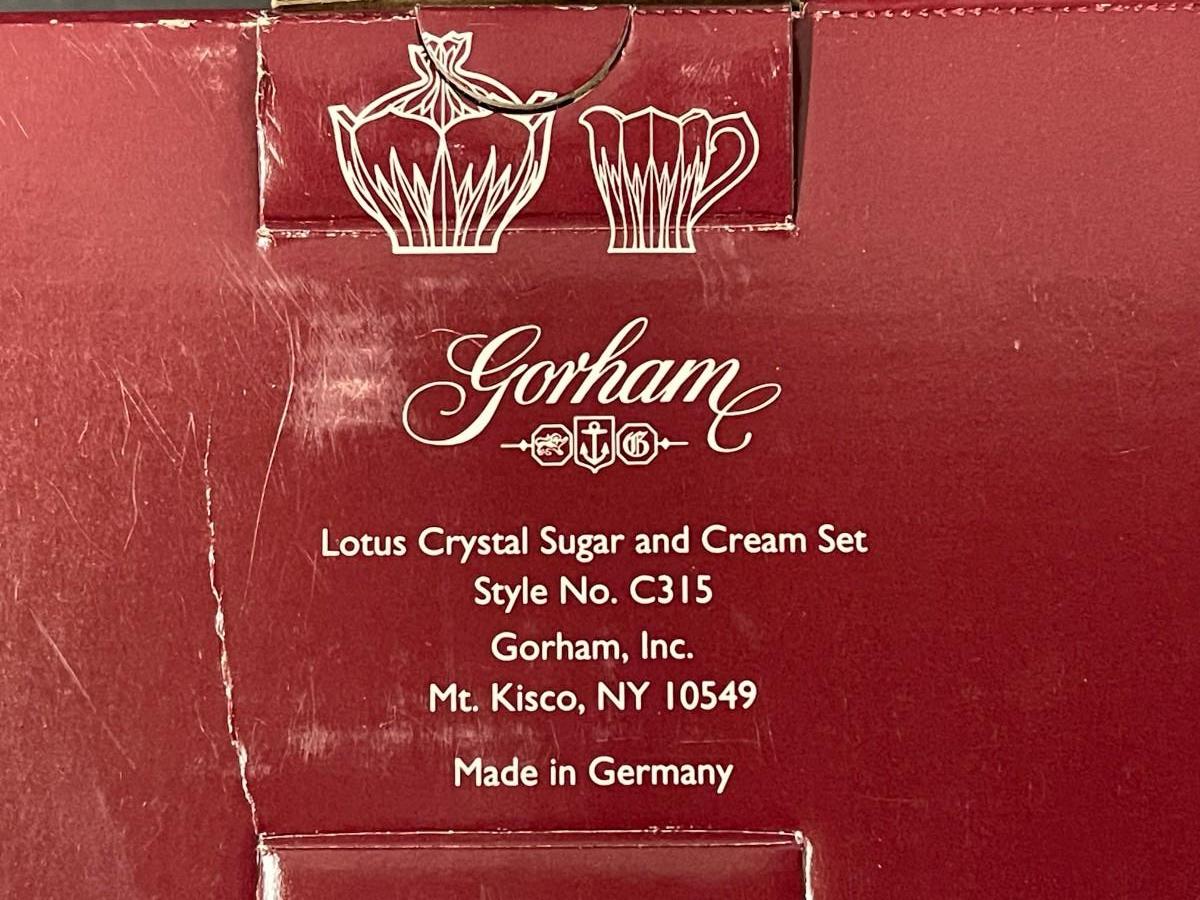 Gorham
G
Lotus Crystal Sugar and Cream Set
Style No. C315
Gorham, Inc.
Mt. Kisco, NY 10549
Made in Germany